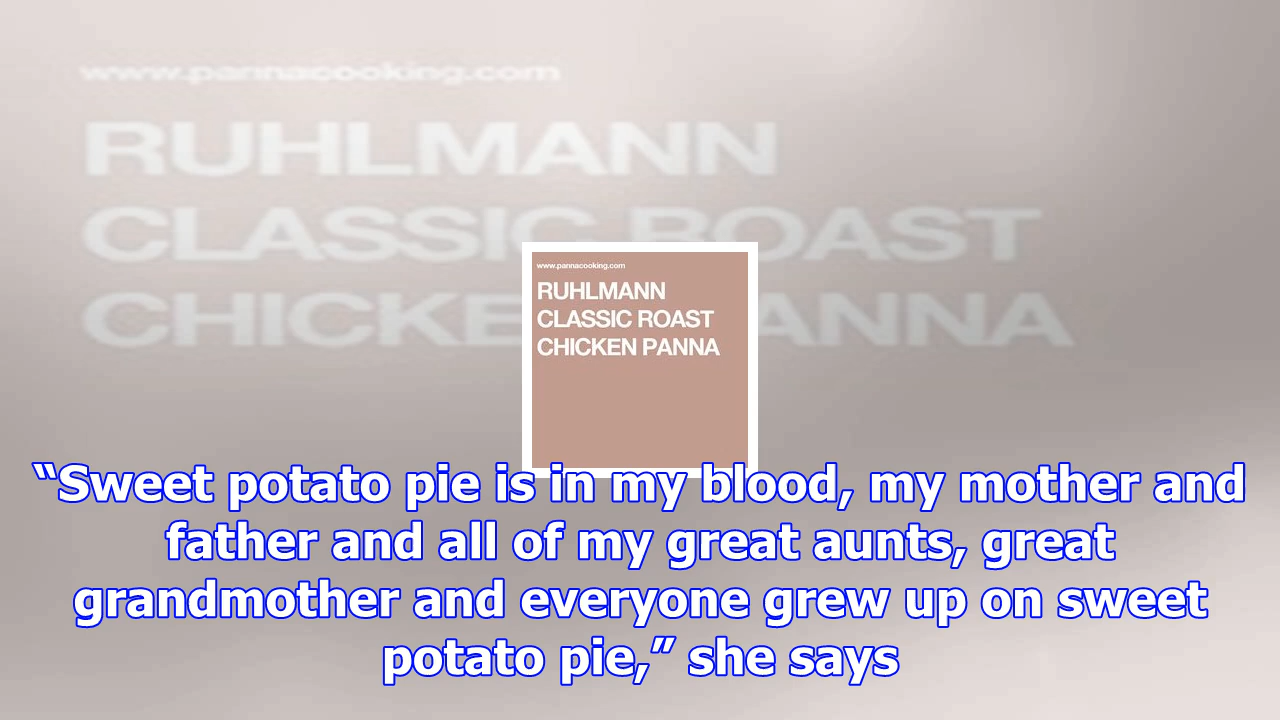 www.pannacooking.com
RUHLMANN
CLASSIC ROAST
CHICKEN PANNA
www.pannacooking.com
RUHLMANN
CLASSIC ROAST
CHICKEN PANNA
“Sweet potato pie is in my blood, my mother and
father and all of my great aunts, great
grandmother and everyone grew up on sweet
potato pie,” she says